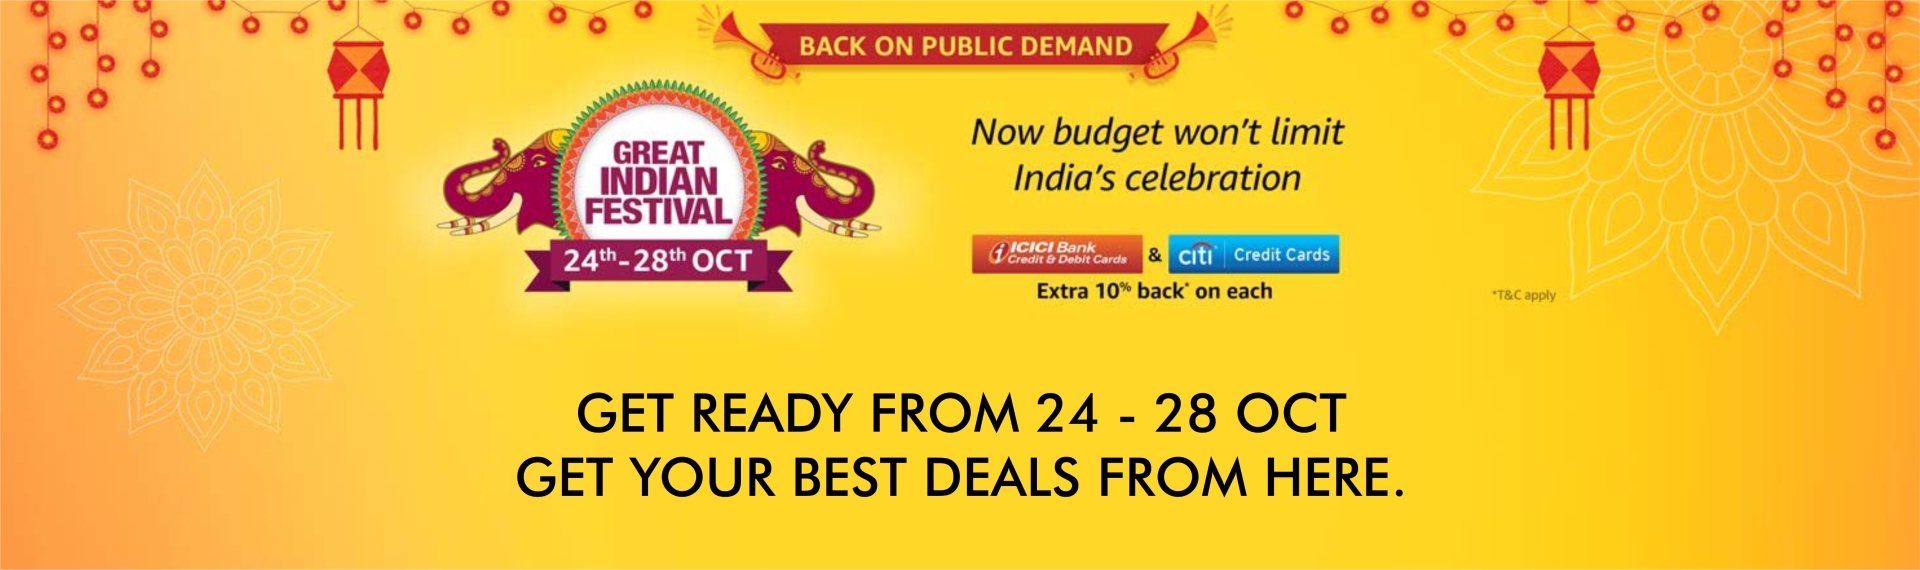 BACK ON PUBLIC DEMAND
GREAT
INDIAN
FESTIVAL
24th-28th OCT
Now budget won't limit
India's celebration
ICICI Bank
Credit & Debit Cards
&
citi Credit Cards
Extra 10% back* on each
*T&C apply
GET READY FROM 24 - 28 OCT
GET YOUR BEST DEALS FROM HERE.